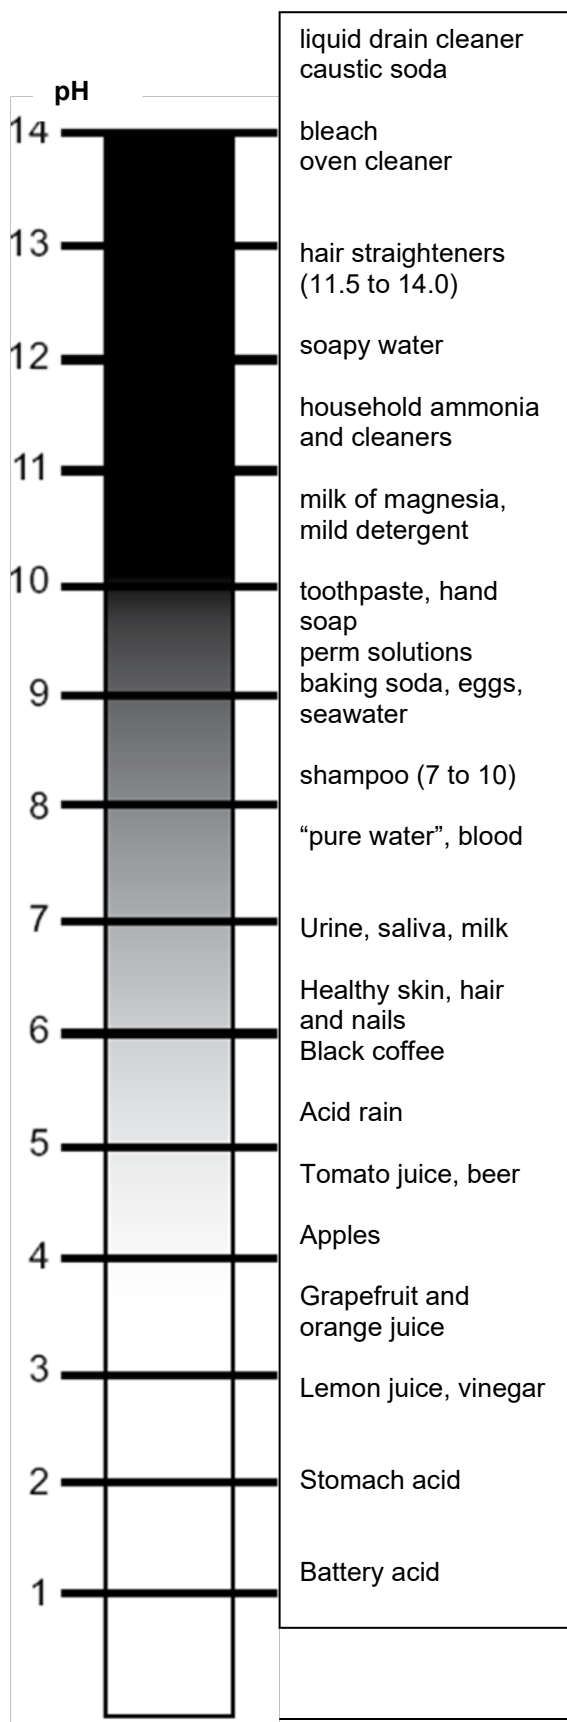 liquid drain cleaner
caustic soda
pH
14
bleach
oven cleaner
13
hair straighteners
(11.5 to 14.0)
12
soapy water
household ammonia
and cleaners
11
milk of magnesia,
mild detergent
10
toothpaste, hand
soap
perm solutions
9
baking soda, eggs,
seawater
shampoo (7 to 10)
8
“pure water”, blood
7
Urine, saliva, milk
Healthy skin, hair
and nails
6
Black coffee
Acid rain
5
Tomato juice, beer
Apples
4
Grapefruit and
orange juice
3
Lemon juice, vinegar
2
Stomach acid
Battery acid
1